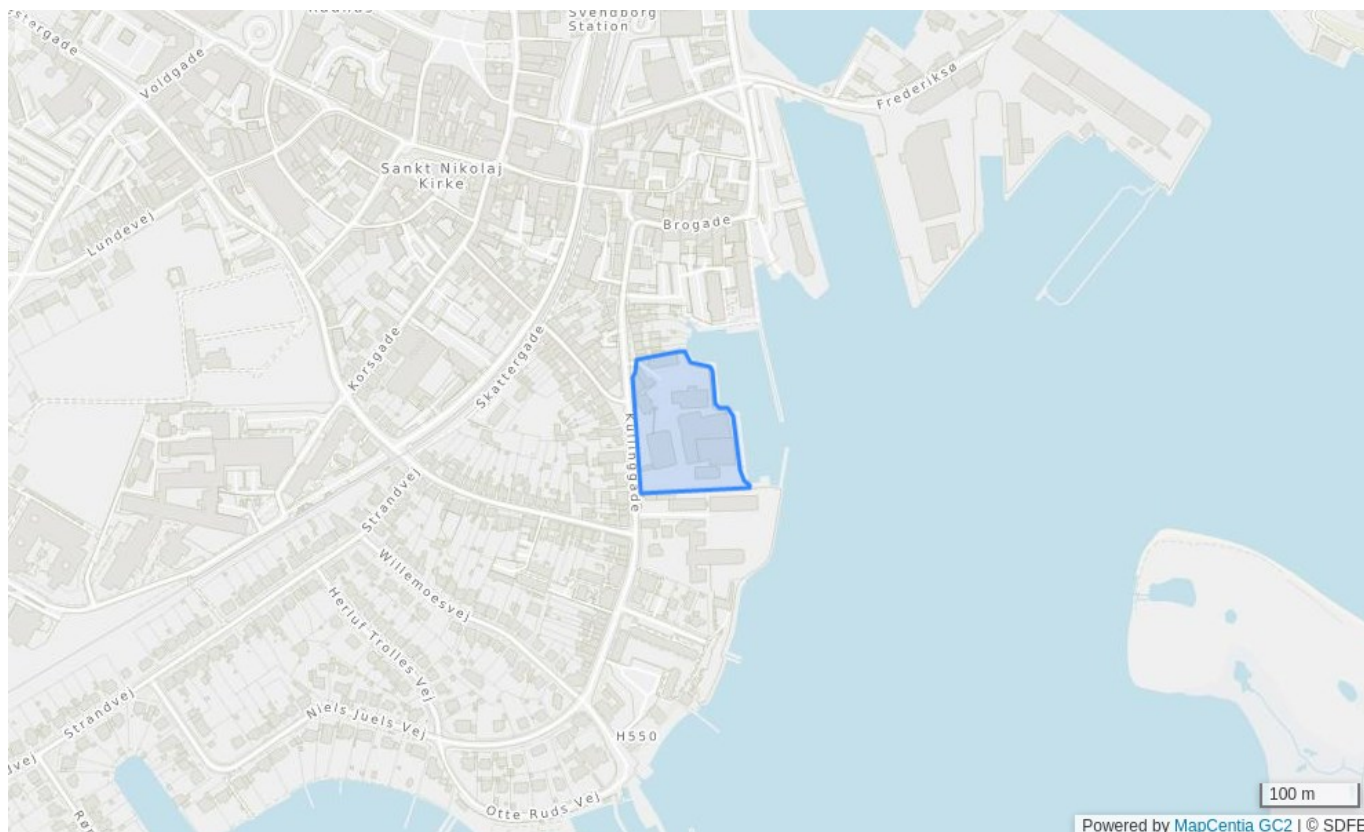 Svendborg
Station
Voldgade
Frederiksø
Sankt Nikolaj
Kirke
Lundevej
Brogade
Korsgade
Skattergade
Kullinggade
Strandvej
Willemoesvej
Herluf Trolles Vej
Strandvej
Niels Juels Vej
H550
Otte Ruds Vej
100 m
Powered by MapCentia GC2 | © SDFE